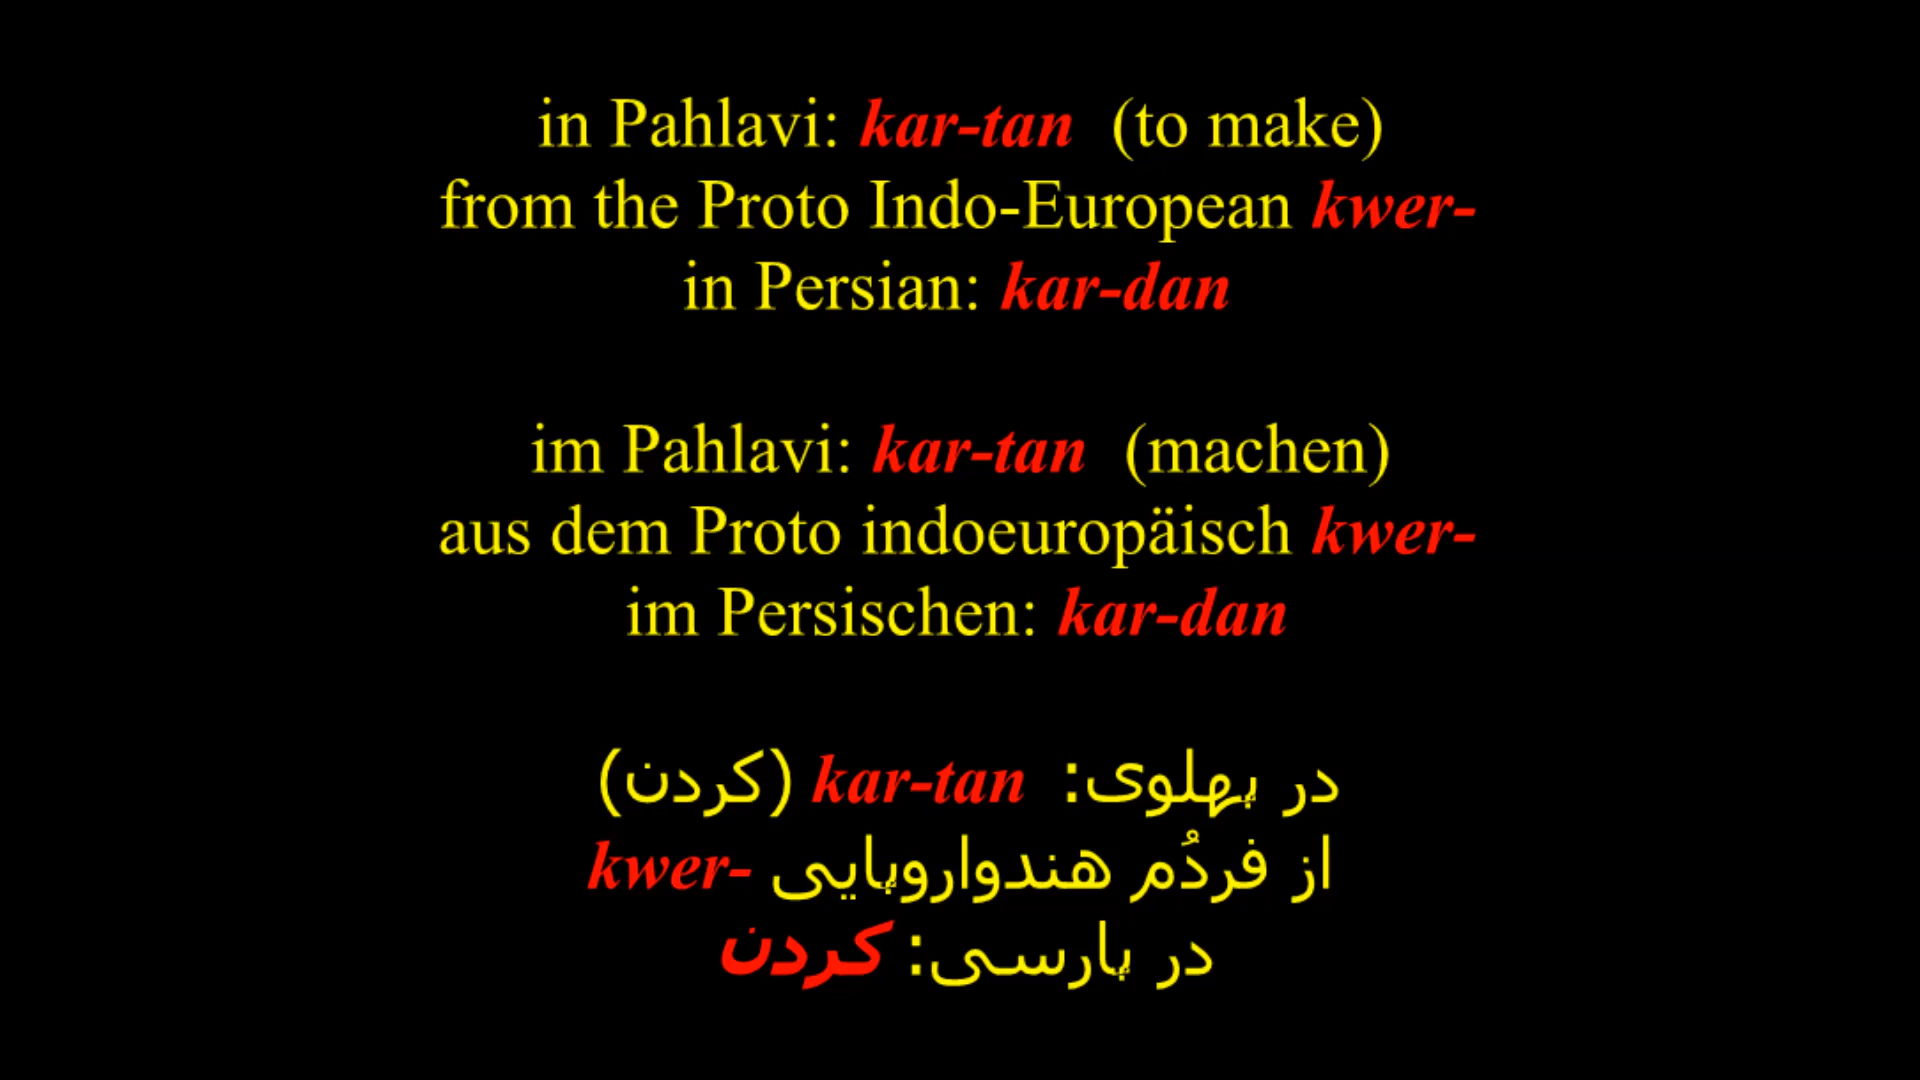 in Pahlavi: kar-tan (to make)
from the Proto Indo-European kwer-
in Persian: kar-dan
im Pahlavi: kar-tan (machen)
aus dem Proto indoeuropäisch kwer-
im Persischen: kar-dan
در پهلوی: kar-tan (کردن)
از فردُم هندواروپایی kwer-
در پارسی: کردن